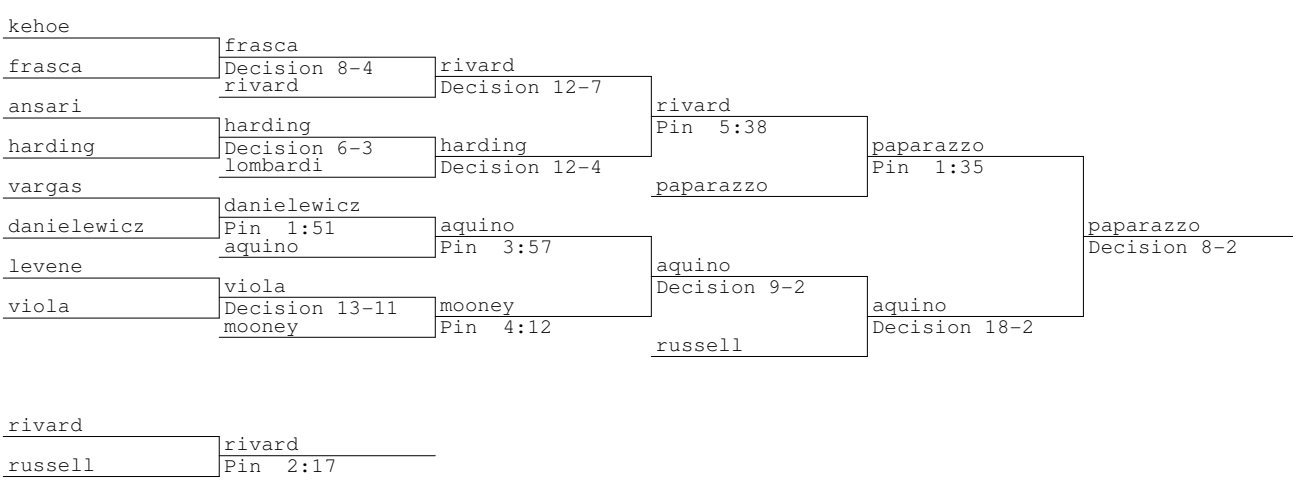 kehoe
frasca
frasca
Decision 8-4
rivard
rivard
Decision 12-7
ansari
rivard
Pin 5:38
harding
harding
Decision 6-3
harding
Decision 12-4
lombardi
paparazzo
Pin 1:35
vargas
paparazzo
danielewicz
danielewicz
Pin 1:51
aquino
Pin 3:57
aquino
paparazzo
Decision 8-2
levene
aquino
Decision 9-2
viola
viola
Decision 13-11
mooney
mooney
Pin 4:12
aquino
Decision 18-2
russell
rivard
rivard
Pin 2:17
russell